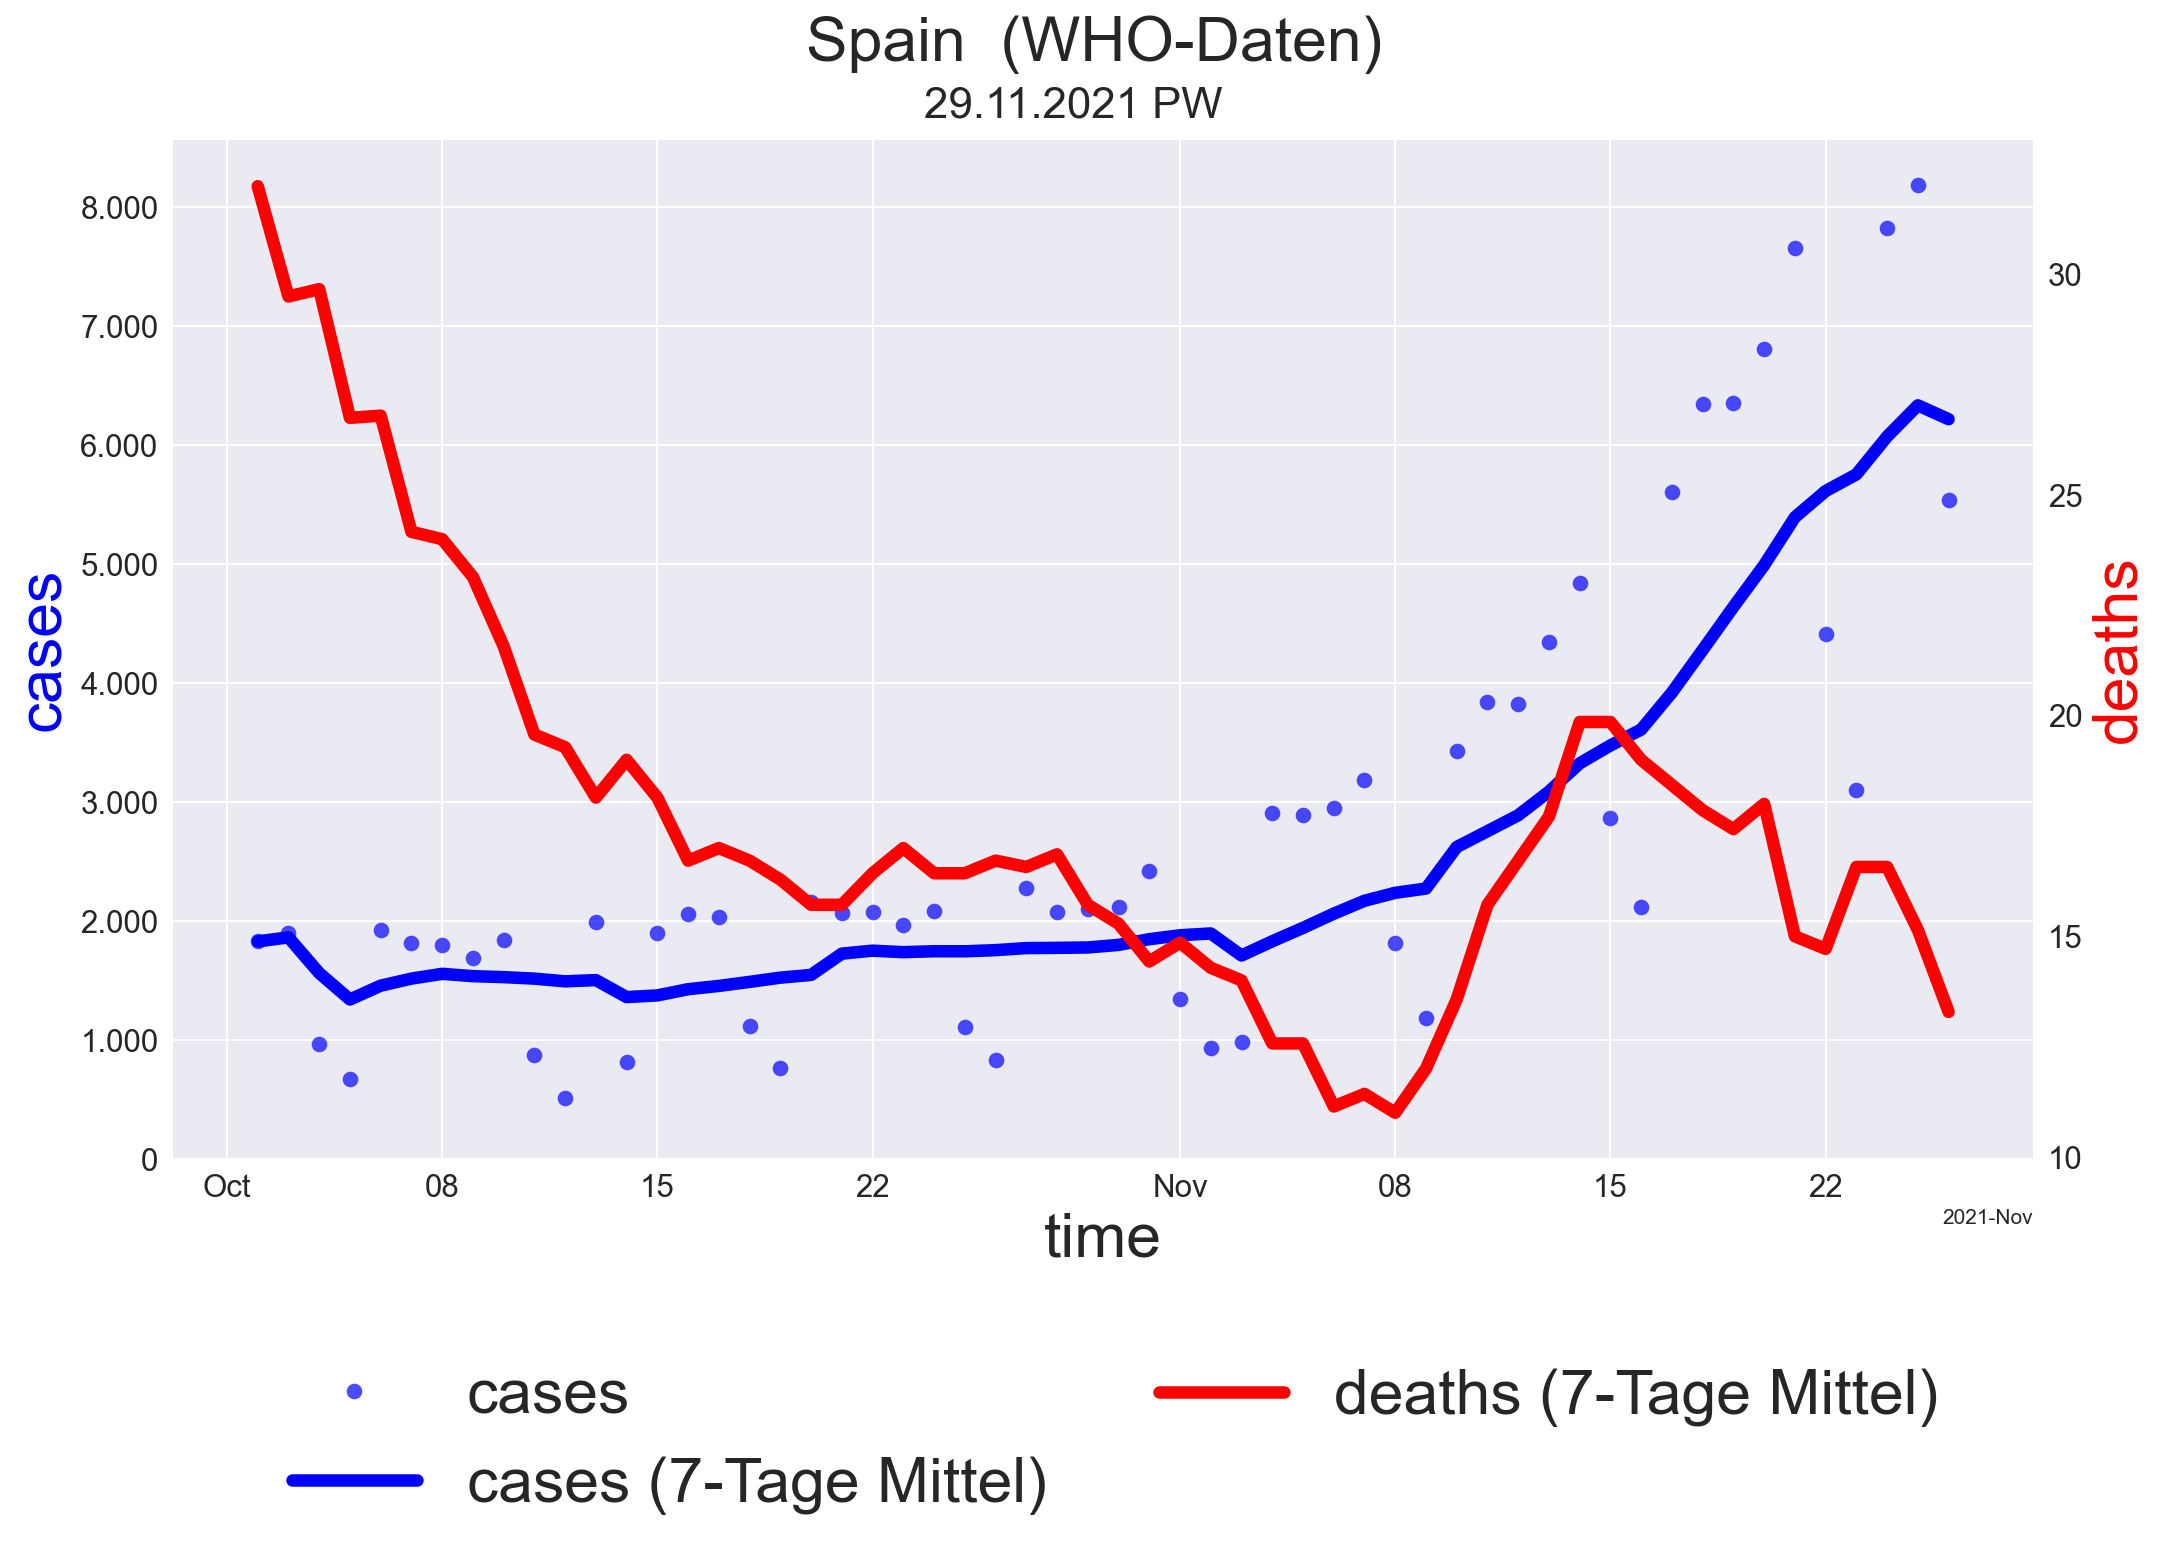 Spain  (WHO-Daten)
29.11.2021 PW
8.000
7.000
6.000
5.000
4.000
3.000
2.000
1.000
0
cases
30
25
20
15
10
deaths
Oct 08 15 22 Nov 08 15 22
2021-Nov
time
cases
cases (7-Tage Mittel)
deaths (7-Tage Mittel)